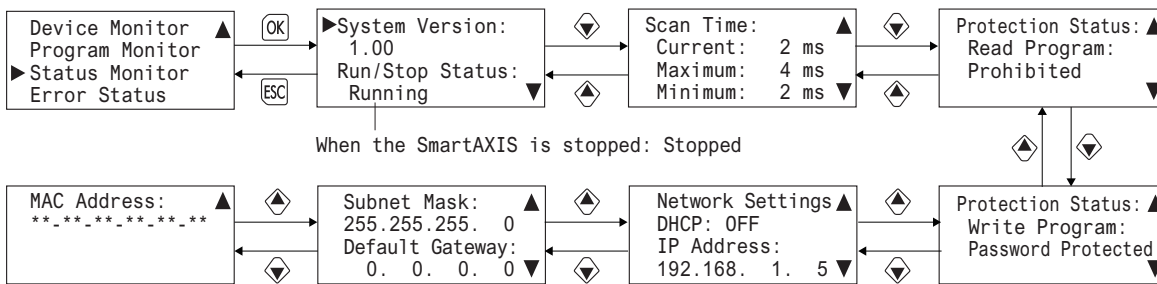 Device Monitor
Program Monitor
Status Monitor
Error Status
OK
ESC
System Version:
1.00
Run/Stop Status:
Running
When the SmartAXIS is stopped: Stopped
Scan Time:
Current: 2 ms
Maximum: 4 ms
Minimum: 2 ms
Protection Status:
Read Program:
Prohibited
MAC Address:
**-**-**-**-**-**
Subnet Mask:
255.255.255. 0
Default Gateway:
0. 0. 0. 0
Network Settings
DHCP: OFF
IP Address:
192.168. 1. 5
Protection Status:
Write Program:
Password Protected